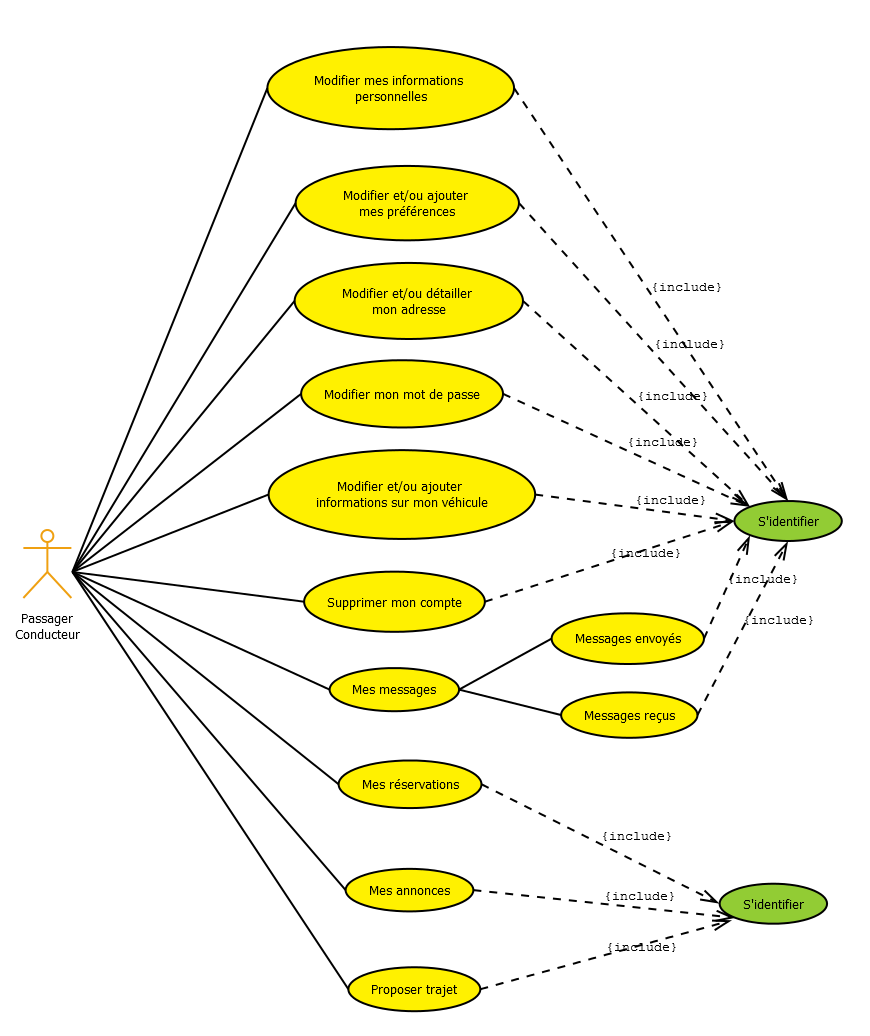 Modifier mes informations
personnelles
Modifier et/ou ajouter
mes préférences
{include}
Modifier et/ou détailler
mon adresse
{include}
Modifier mon mot de passe
{include}
{include}
Modifier et/ou ajouter
informations sur mon véhicule
{include}
S'identifier
{include}
Passager
Conducteur
Supprimer mon compte
{include}
{include}
Messages envoyés
Mes messages
Messages reçus
Mes réservations
{include}
Mes annonces
{include}
S'identifier
{include}
Proposer trajet